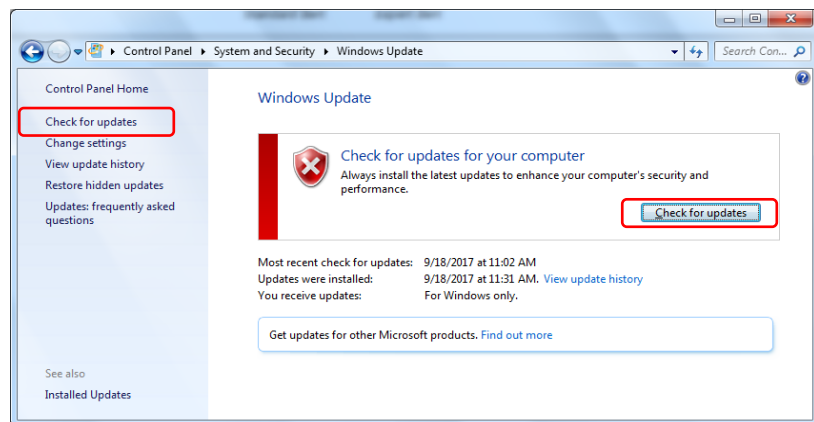 Control Panel ▸ System and Security ▸ Windows Update
Search Con...
Control Panel Home
Check for updates
Change settings
View update history
Restore hidden updates
Updates: frequently asked
questions
See also
Installed Updates
Windows Update
Check for updates for your computer
Always install the latest updates to enhance your computer's security and
performance.
Check for updates
Most recent check for updates: 9/18/2017 at 11:02 AM
Updates were installed: 9/18/2017 at 11:31 AM. View update history
You receive updates: For Windows only.
Get updates for other Microsoft products. Find out more